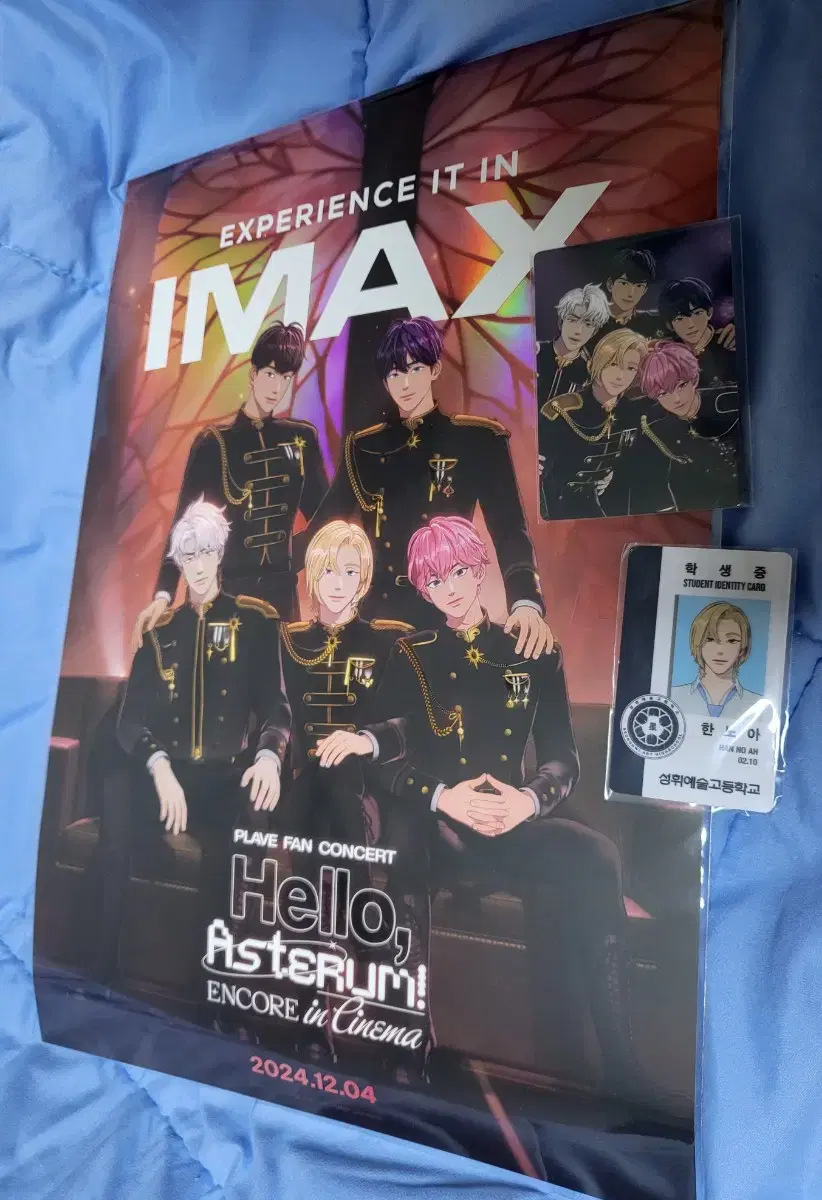 EXPERIENCE IT IN
IMAX
PLAVE FAN CONCERT
Hello,
Asterum!
ENCORE in Cinema
2024.12.04
학생증
STUDENT IDENTITY CARD
한노아
HAN NO AH
02.10
성휘예술고등학교